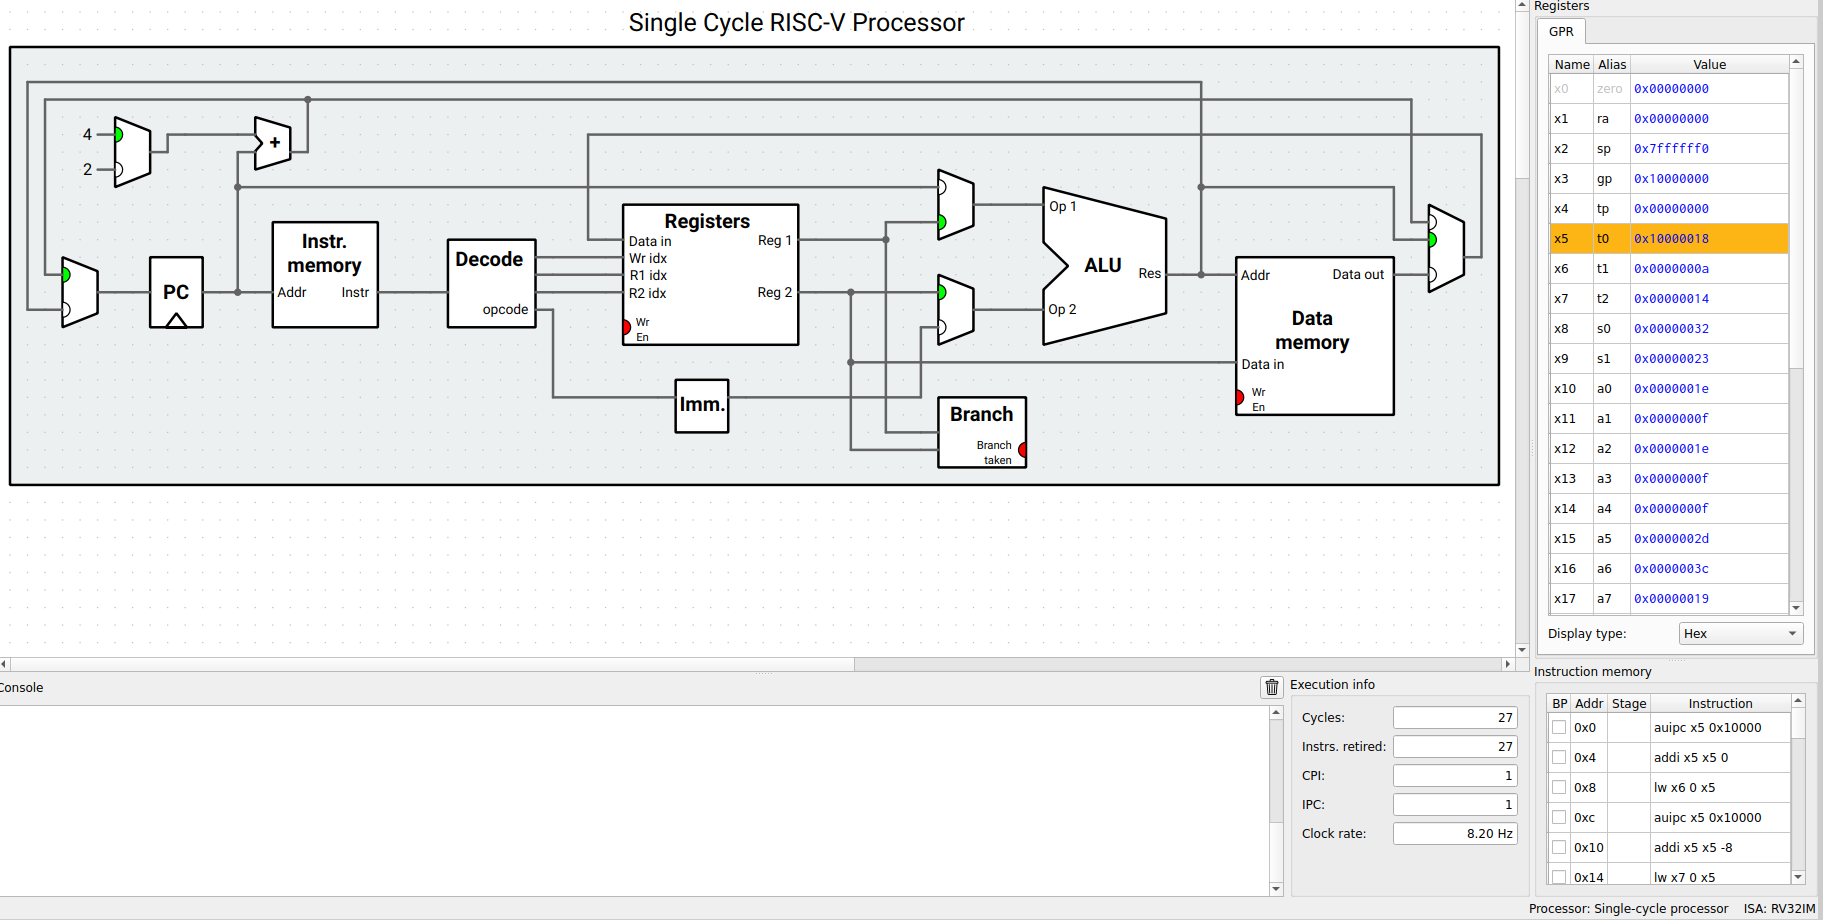 Single Cycle RISC-V Processor
4
2
+
PC
Instr.
memory
Addr
Instr
Decode
opcode
Registers
Data in
Wr idx
R1 idx
R2 idx
Wr
En
Reg 1
Reg 2
Imm.
Op 1
Op 2
ALU
Res
Branch
Branch
taken
Addr
Data out
Data
memory
Data in
Wr
En
Registers
GPR
Name Alias Value
x0 zero 0x00000000
x1 ra 0x00000000
x2 sp 0x7ffffff0
x3 gp 0x10000000
x4 tp 0x00000000
x5 t0 0x10000018
x6 t1 0x0000000a
x7 t2 0x00000014
x8 s0 0x00000032
x9 s1 0x00000023
x10 a0 0x0000001e
x11 a1 0x0000000f
x12 a2 0x0000001e
x13 a3 0x0000000f
x14 a4 0x0000000f
x15 a5 0x0000002d
x16 a6 0x0000003c
x17 a7 0x00000019
Display type: Hex
Console
Execution info
Cycles: 27
Instrs. retired: 27
CPI: 1
IPC: 1
Clock rate: 8.20 Hz
Instruction memory
BP Addr Stage Instruction
0x0 auipc x5 0x10000
0x4 addi x5 x5 0
0x8 lw x6 0 x5
0xc auipc x5 0x10000
0x10 addi x5 x5 -8
0x14 lw x7 0 x5
Processor: Single-cycle processor ISA: RV32IM